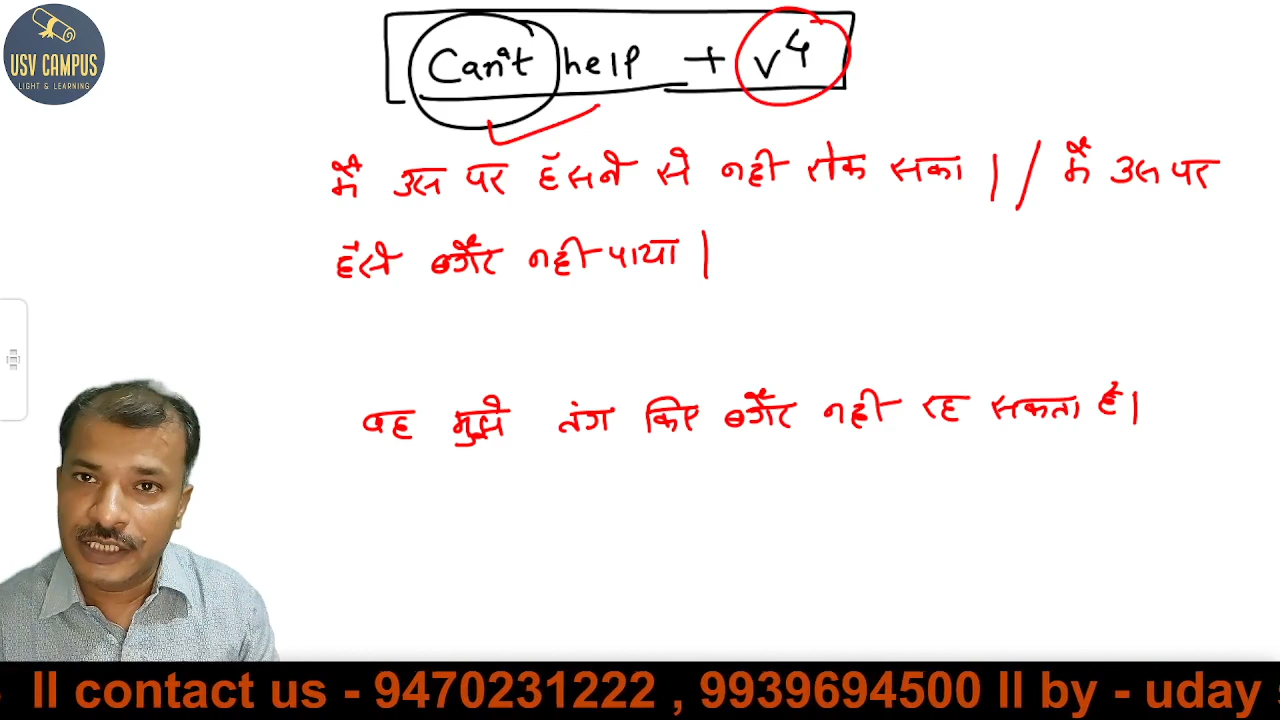 USV CAMPUS
LIGHT & LEARNING
Can't help + v4
मैं उस पर हँसने से नही रोक सका | / मैं उस पर
हँसे बगैर नही पाया |
वह मुझे तंग किए बगैर नही रह सकता है।
ll contact us - 9470231222 , 9939694500 ll by - uday